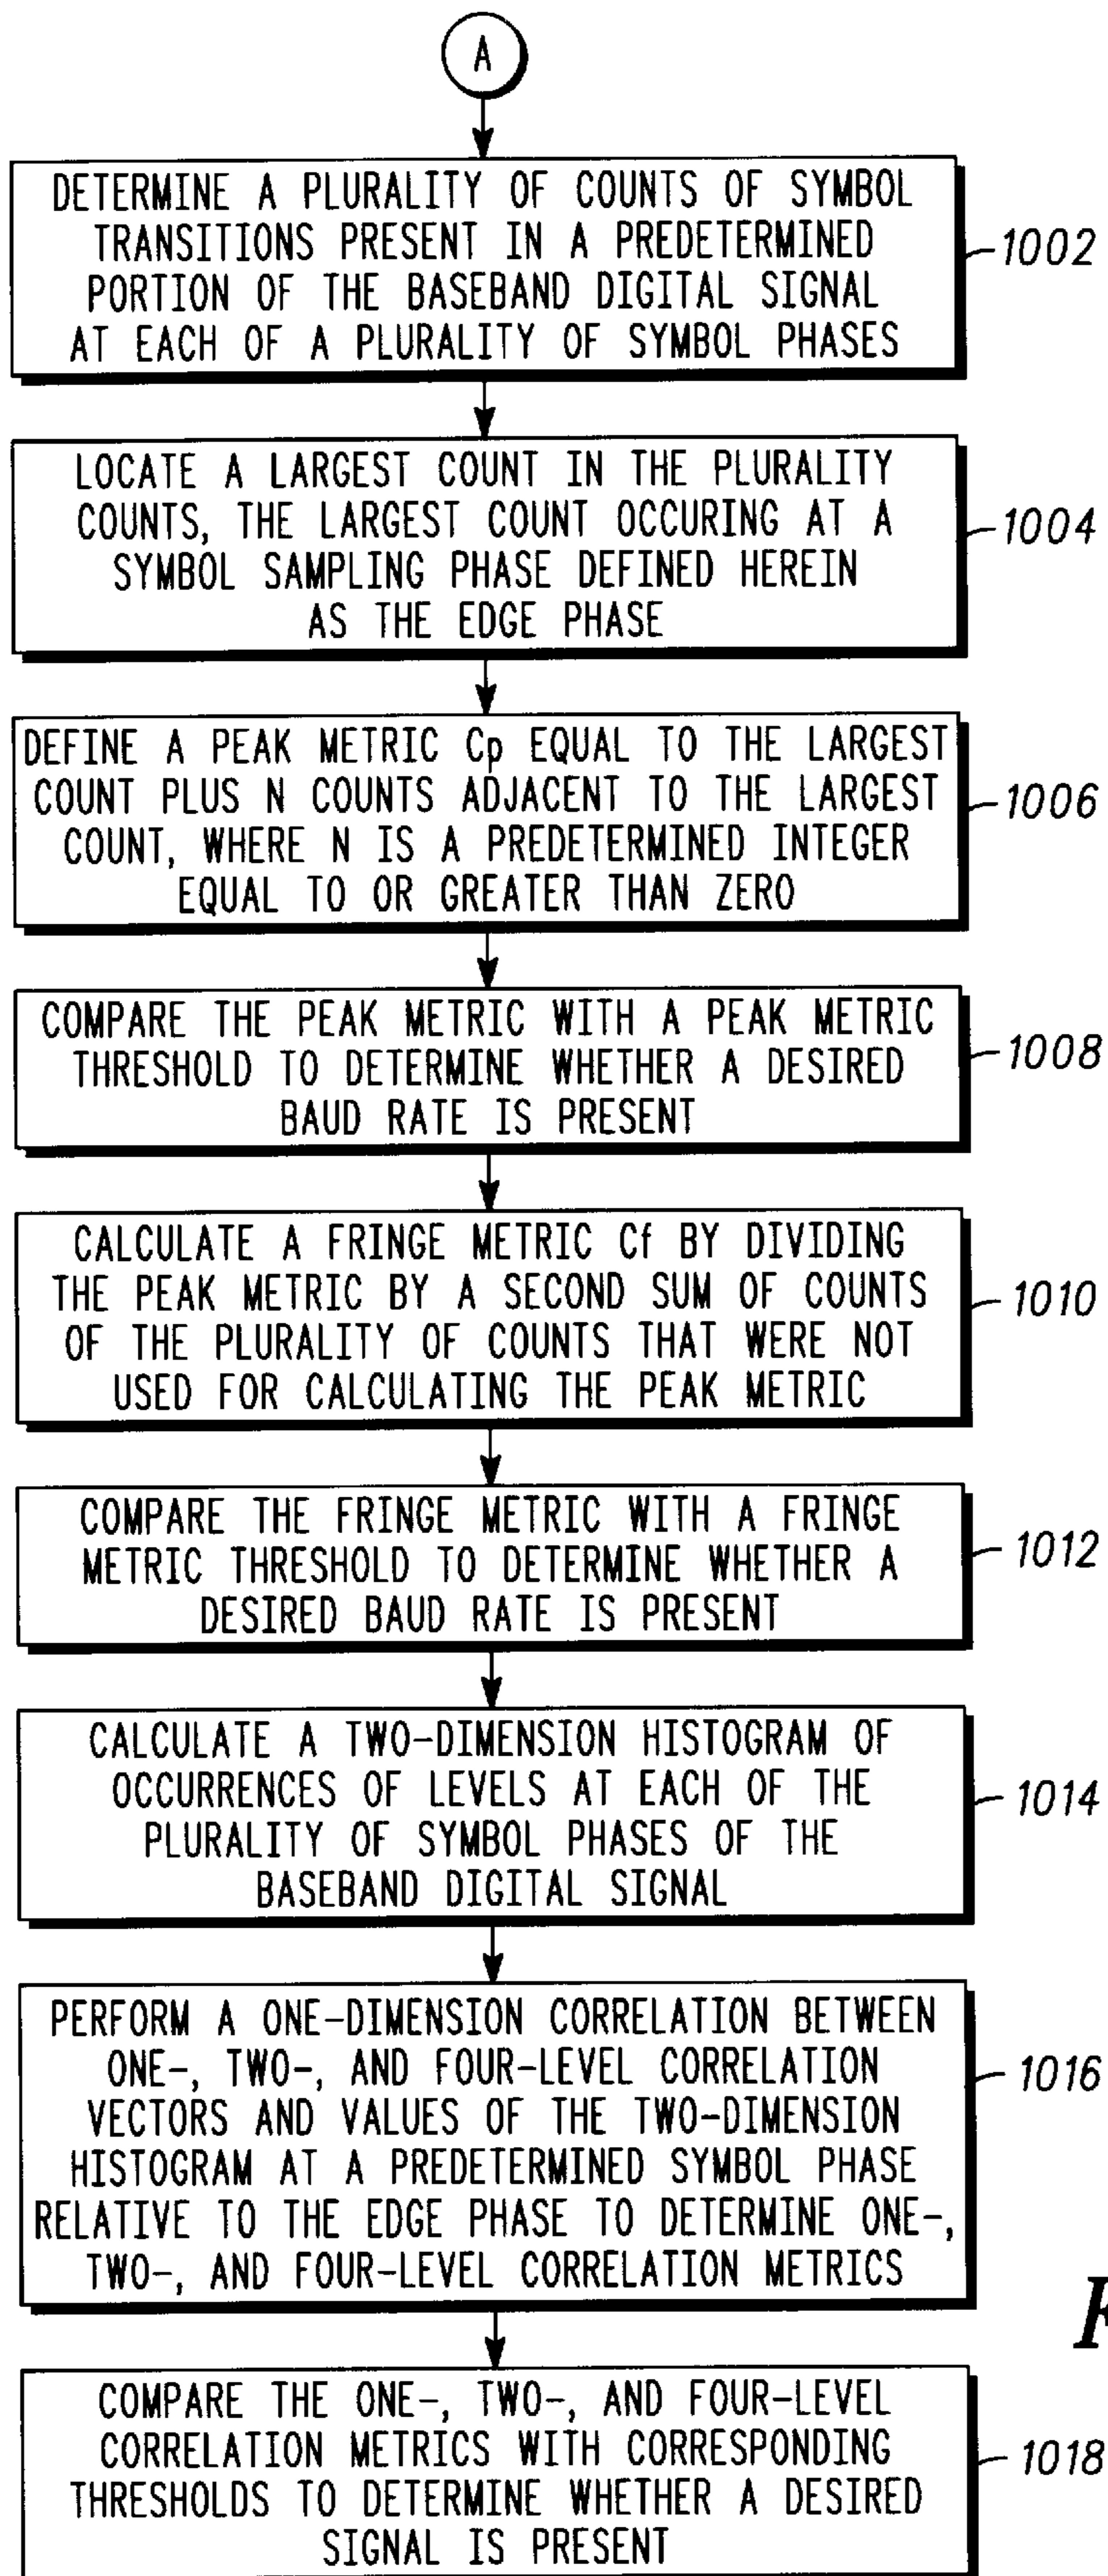 A
DETERMINE A PLURALITY OF COUNTS OF SYMBOL
TRANSITIONS PRESENT IN A PREDETERMINED
PORTION OF THE BASEBAND DIGITAL SIGNAL
AT EACH OF A PLURALITY OF SYMBOL PHASES
1002
LOCATE A LARGEST COUNT IN THE PLURALITY
COUNTS, THE LARGEST COUNT OCCURING AT A
SYMBOL SAMPLING PHASE DEFINED HEREIN
AS THE EDGE PHASE
1004
DEFINE A PEAK METRIC Cp EQUAL TO THE LARGEST
COUNT PLUS N COUNTS ADJACENT TO THE LARGEST
COUNT, WHERE N IS A PREDETERMINED INTEGER
EQUAL TO OR GREATER THAN ZERO
1006
COMPARE THE PEAK METRIC WITH A PEAK METRIC
THRESHOLD TO DETERMINE WHETHER A DESIRED
BAUD RATE IS PRESENT
1008
CALCULATE A FRINGE METRIC Cf BY DIVIDING
THE PEAK METRIC BY A SECOND SUM OF COUNTS
OF THE PLURALITY OF COUNTS THAT WERE NOT
USED FOR CALCULATING THE PEAK METRIC
1010
COMPARE THE FRINGE METRIC WITH A FRINGE
METRIC THRESHOLD TO DETERMINE WHETHER A
DESIRED BAUD RATE IS PRESENT
1012
CALCULATE A TWO-DIMENSION HISTOGRAM OF
OCCURRENCES OF LEVELS AT EACH OF THE
PLURALITY OF SYMBOL PHASES OF THE
BASEBAND DIGITAL SIGNAL
1014
PERFORM A ONE-DIMENSION CORRELATION BETWEEN
ONE-, TWO-, AND FOUR-LEVEL CORRELATION
VECTORS AND VALUES OF THE TWO-DIMENSION
HISTOGRAM AT A PREDETERMINED SYMBOL PHASE
RELATIVE TO THE EDGE PHASE TO DETERMINE ONE-,
TWO-, AND FOUR-LEVEL CORRELATION METRICS
1016
COMPARE THE ONE-, TWO-, AND FOUR-LEVEL
CORRELATION METRICS WITH CORRESPONDING
THRESHOLDS TO DETERMINE WHETHER A DESIRED
SIGNAL IS PRESENT
1018